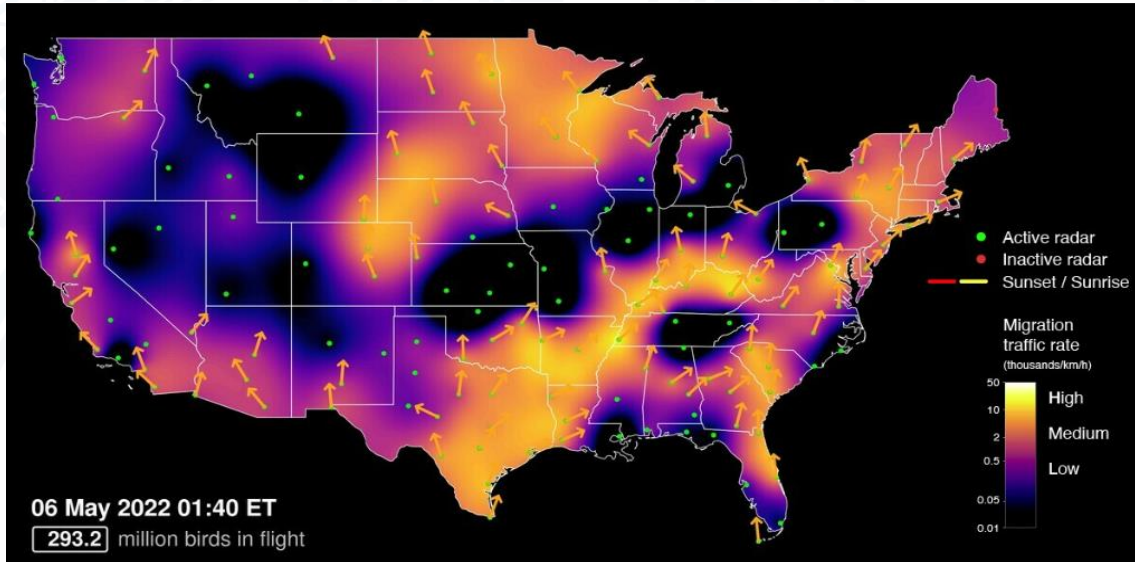 Active radar
Inactive radar
Sunset / Sunrise
Migration
traffic rate
(thousands/km/h)
50
High
10
Medium
2
0.5
Low
0.05
0.01
06 May 2022 01:40 ET
293.2 million birds in flight